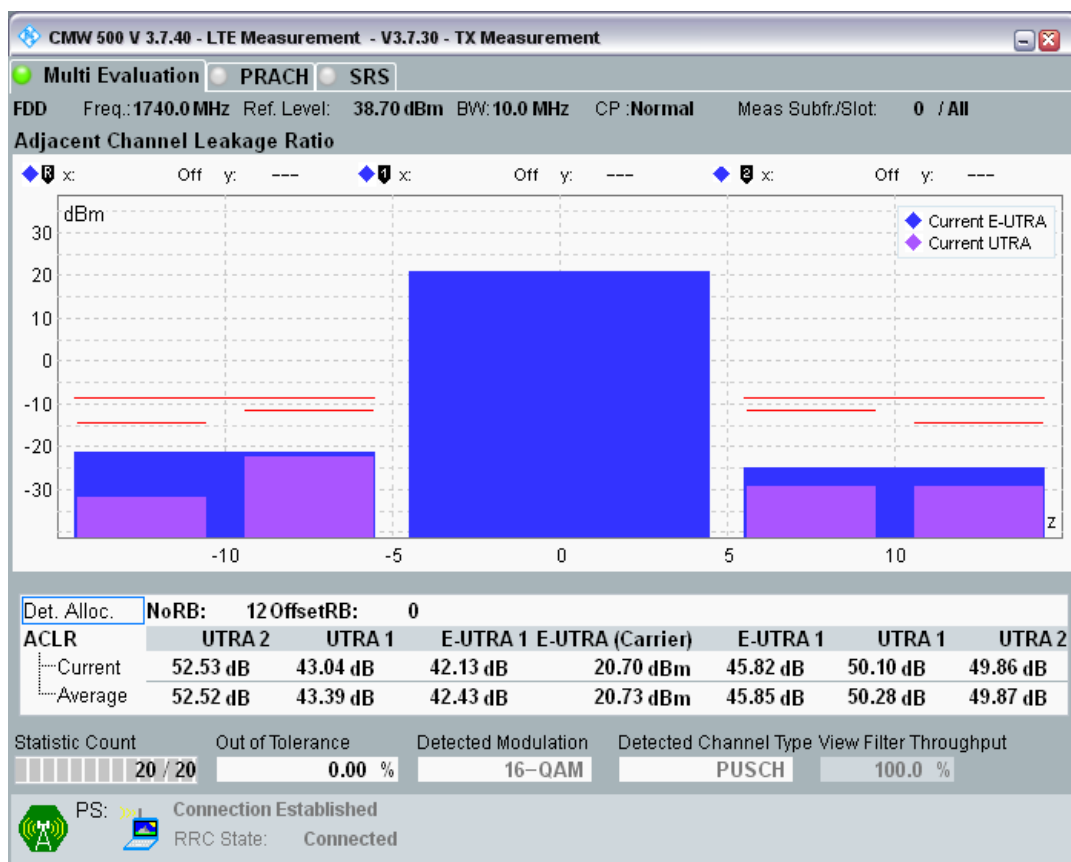 CMW 500 V 3.7.40 - LTE Measurement - V3.7.30 - TX Measurement
Multi Evaluation PRACH SRS
FDD Freq.: 1740.0 MHz Ref. Level: 38.70 dBm BW: 10.0 MHz CP :Normal Meas Subfr./Slot: 0 / All
Adjacent Channel Leakage Ratio
R x: Off y: --- 1 x: Off y: --- 2 x: Off y: ---
dBm
Current E-UTRA
Current UTRA
30
20
10
0
-10
-20
-30
z
-10 -5 0 5 10
Det. Alloc. NoRB: 12 OffsetRB: 0
ACLR UTRA 2 UTRA 1 E-UTRA 1 E-UTRA (Carrier) E-UTRA 1 UTRA 1 UTRA 2
Current 52.53 dB 43.04 dB 42.13 dB 20.70 dBm 45.82 dB 50.10 dB 49.86 dB
Average 52.52 dB 43.39 dB 42.43 dB 20.73 dBm 45.85 dB 50.28 dB 49.87 dB
Statistic Count Out of Tolerance Detected Modulation Detected Channel Type View Filter Throughput
20 / 20 0.00 % 16-QAM PUSCH 100.0 %
PS: Connection Established
RRC State: Connected